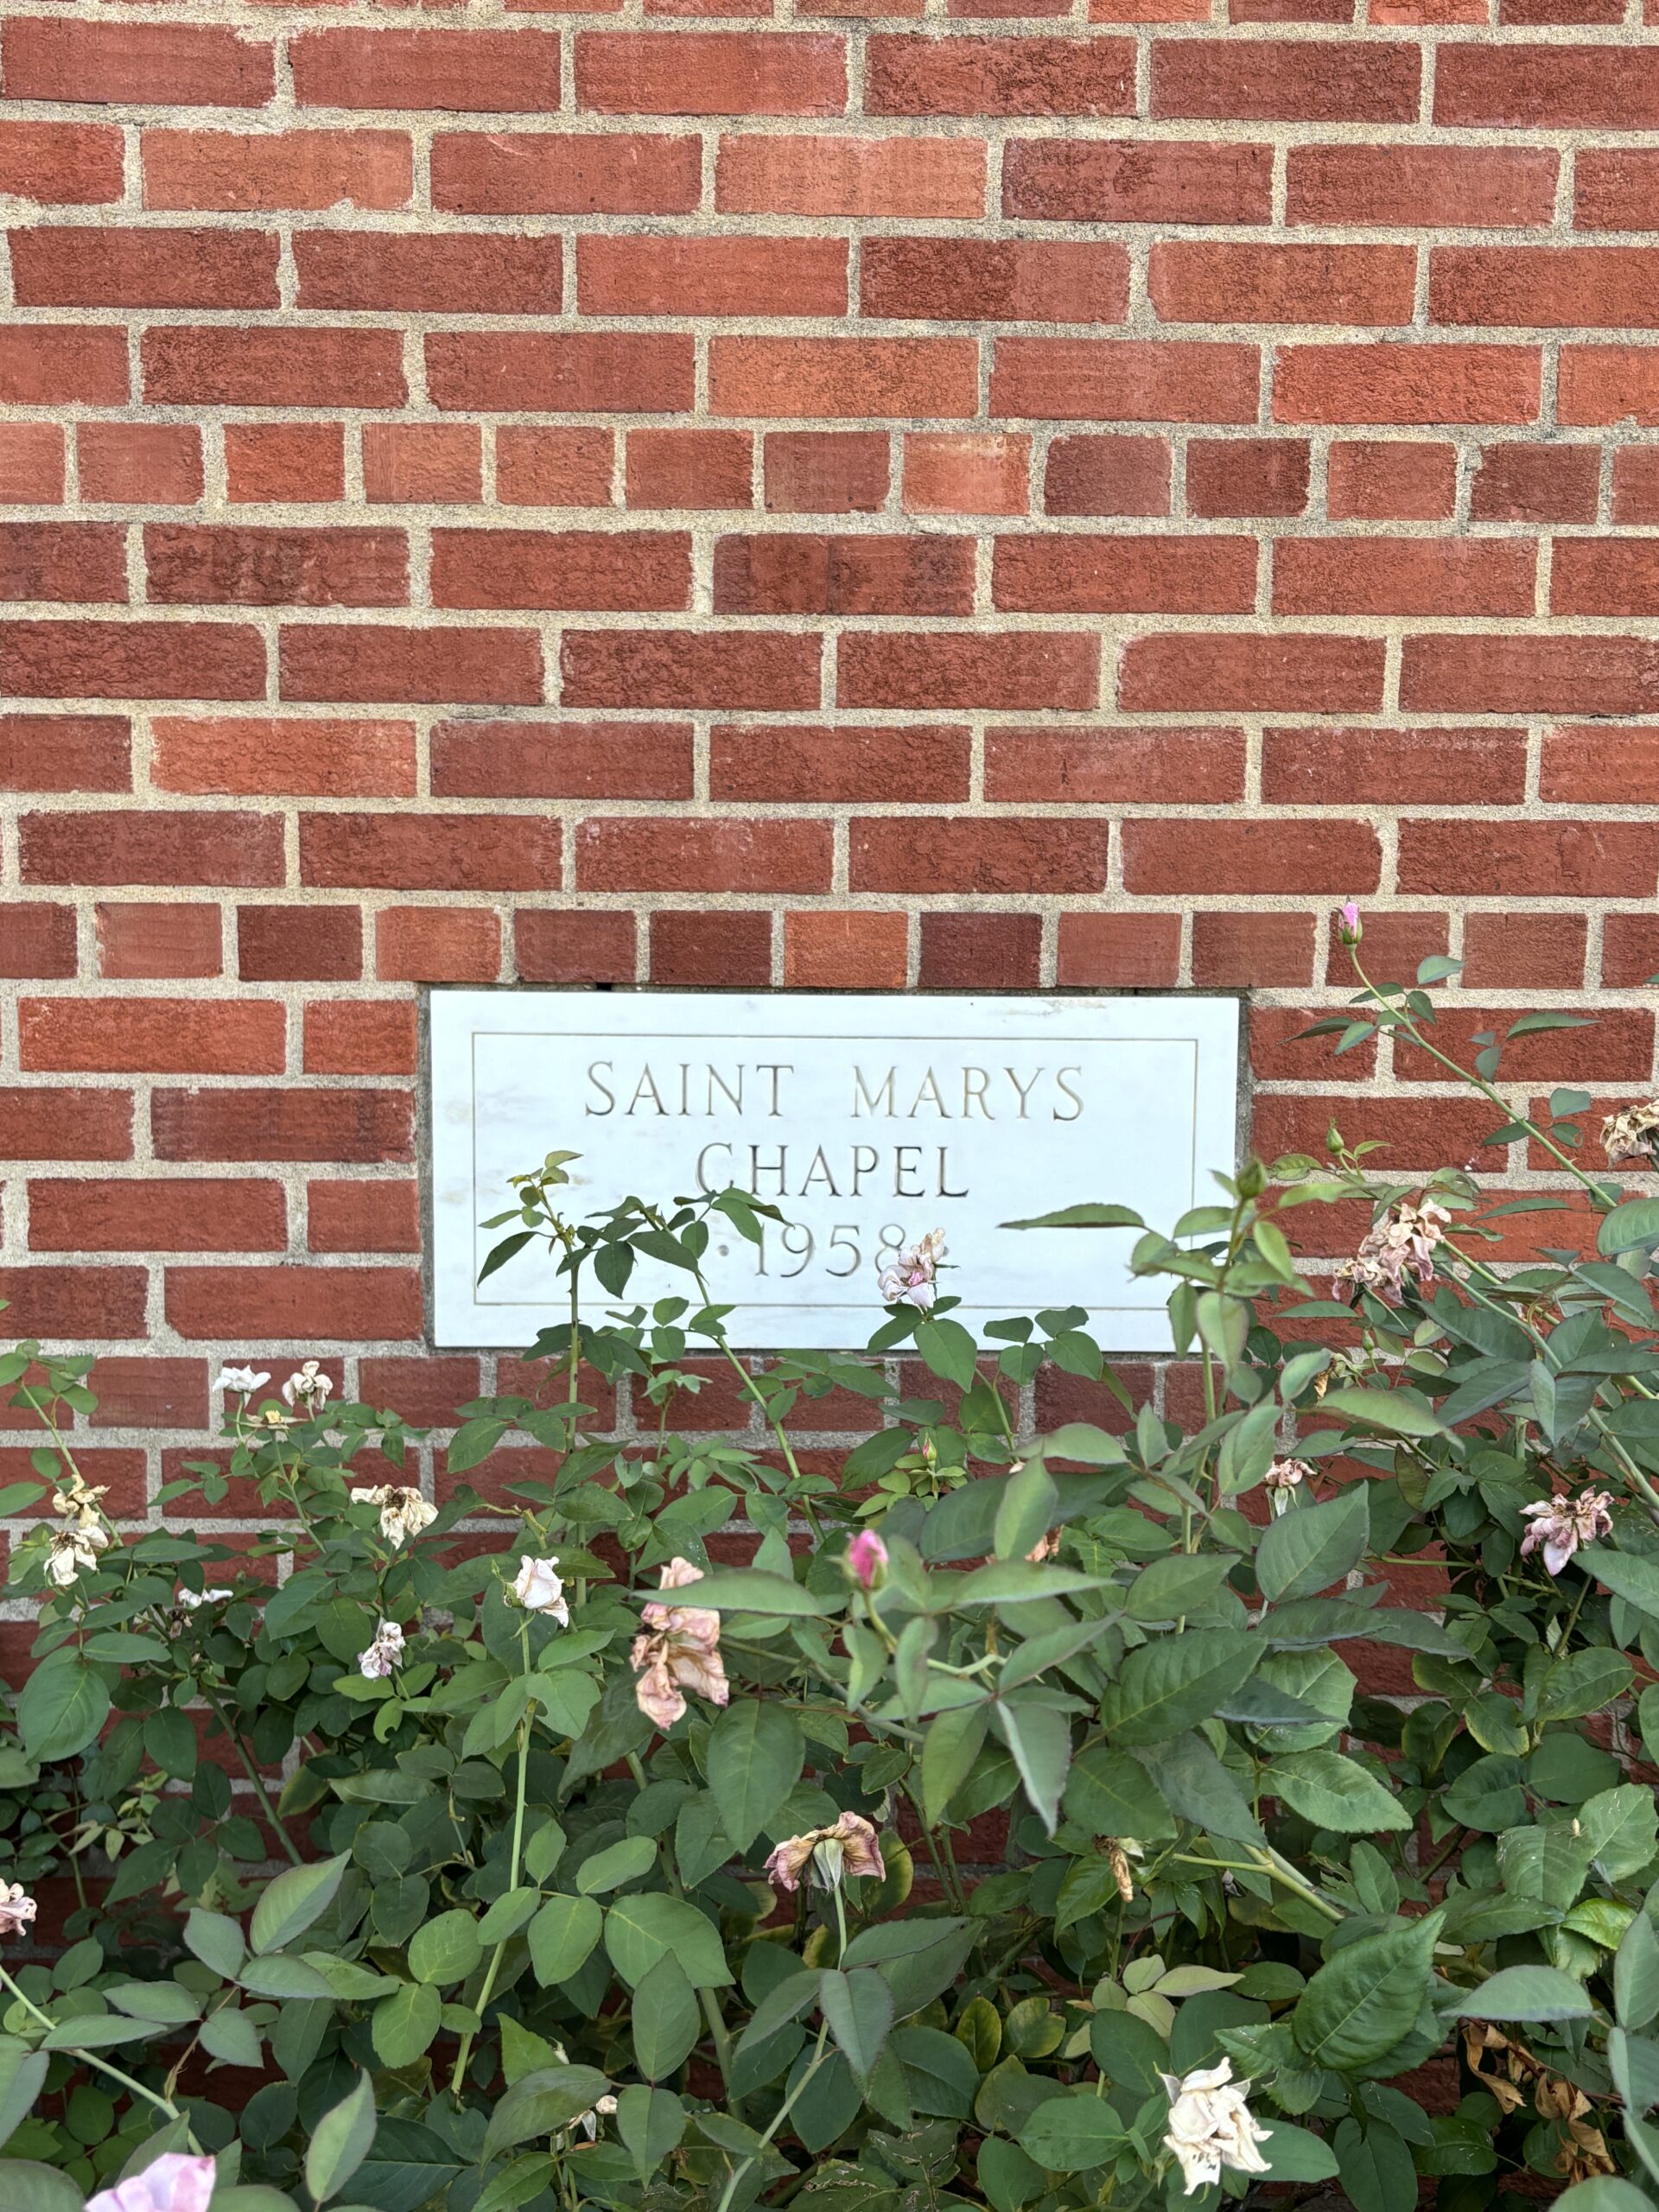 SAINT MARYS
CHAPEL
· 1958